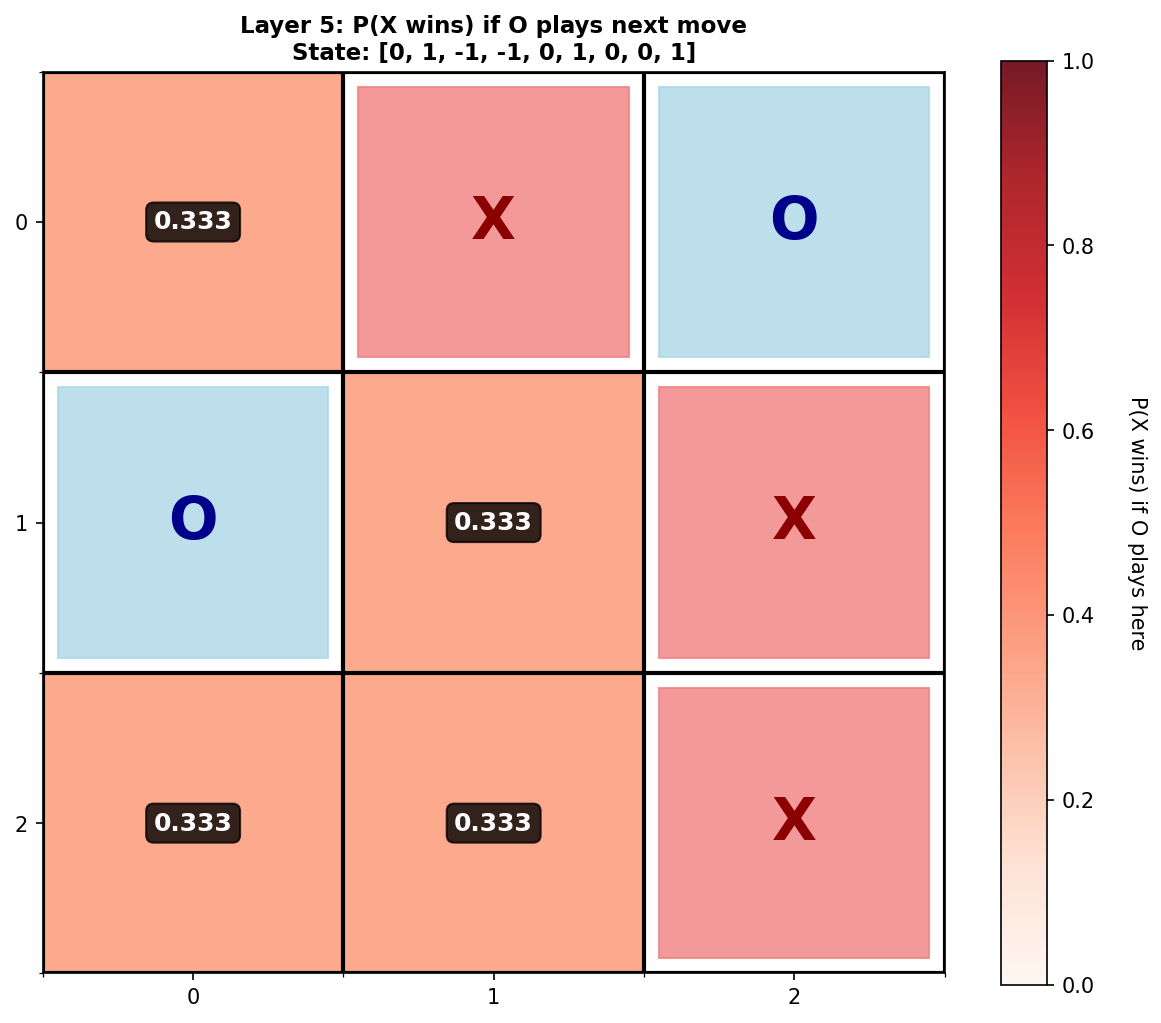 Layer 5: P(X wins) if O plays next move
State: [0, 1, -1, -1, 0, 1, 0, 0, 1]
0
0.333
X
O
1
O
0.333
X
2
0.333
0.333
X
0
1
2
1.0
0.8
0.6
0.4
0.2
0.0
P(X wins) if O plays here